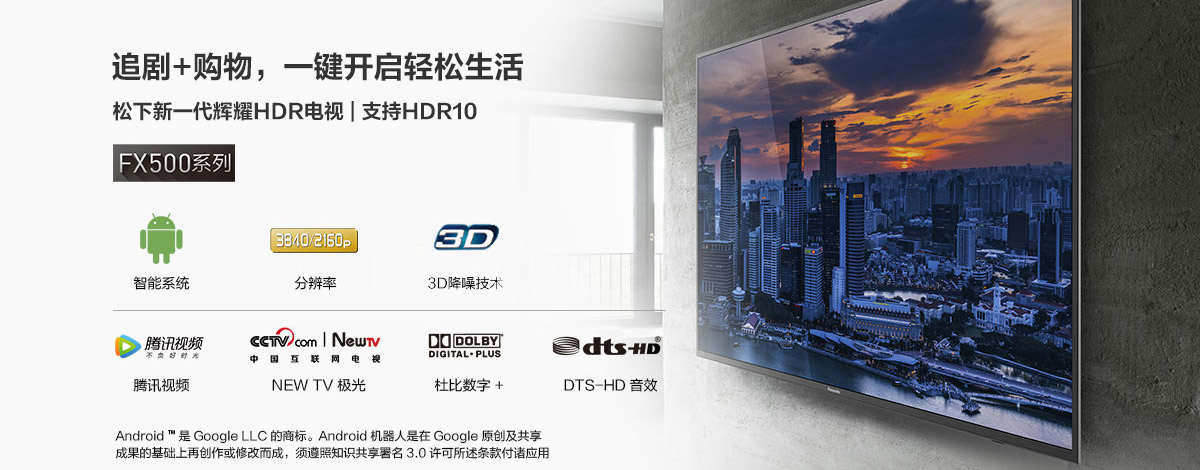 追剧+购物，一键开启轻松生活
松下新一代辉耀HDR电视 | 支持HDR10
FX500系列
3840X2160p
3D
智能系统
分辨率
3D降噪技术
腾讯视频
不负好时光
CCTV.com | NEWTV
中国互联网电视
DOLBY
DIGITAL PLUS
dts-HD
腾讯视频
NEW TV 极光
杜比数字 +
DTS-HD 音效
Panasonic
Android ™ 是 Google LLC 的商标。Android 机器人是在 Google 原创及共享
成果的基础上再创作或修改而成，须遵照知识共享署名 3.0 许可所述条款付诸应用